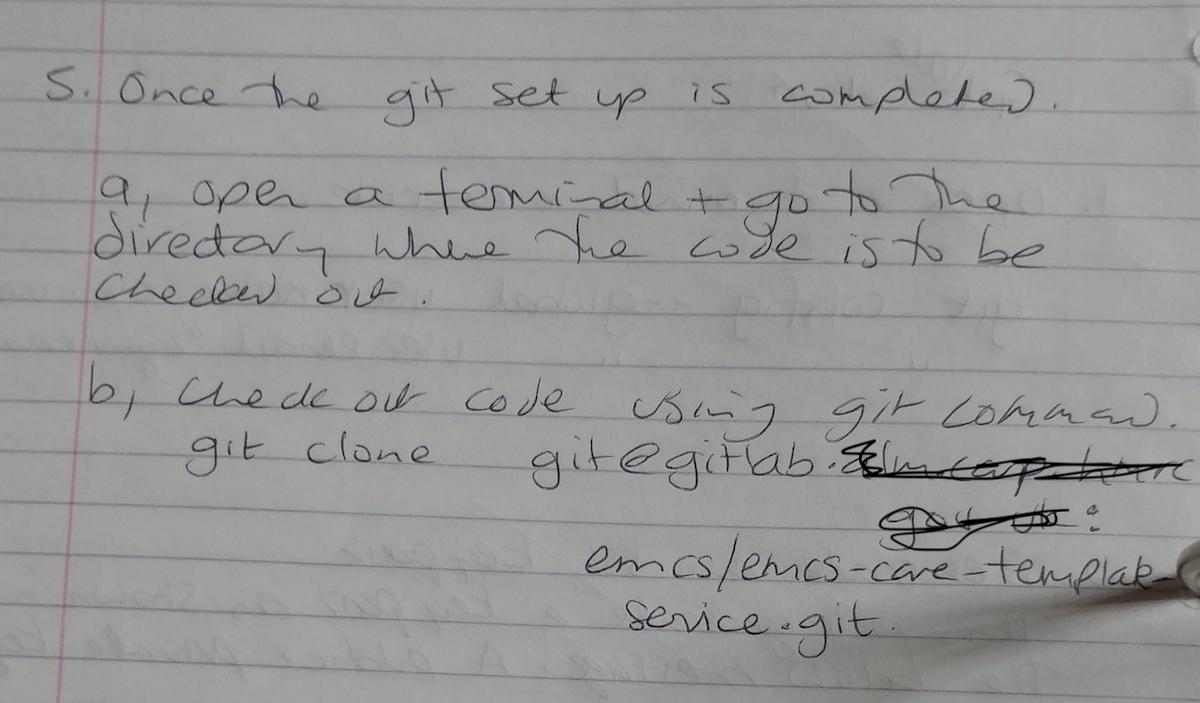 5. Once the git set up is completed.
a, open a terminal + go to the
directory where the code is to be
checked out.
b, check out code using git command.
git clone git@gitlab.
:
emcs/emcs-core-template-
service.git.